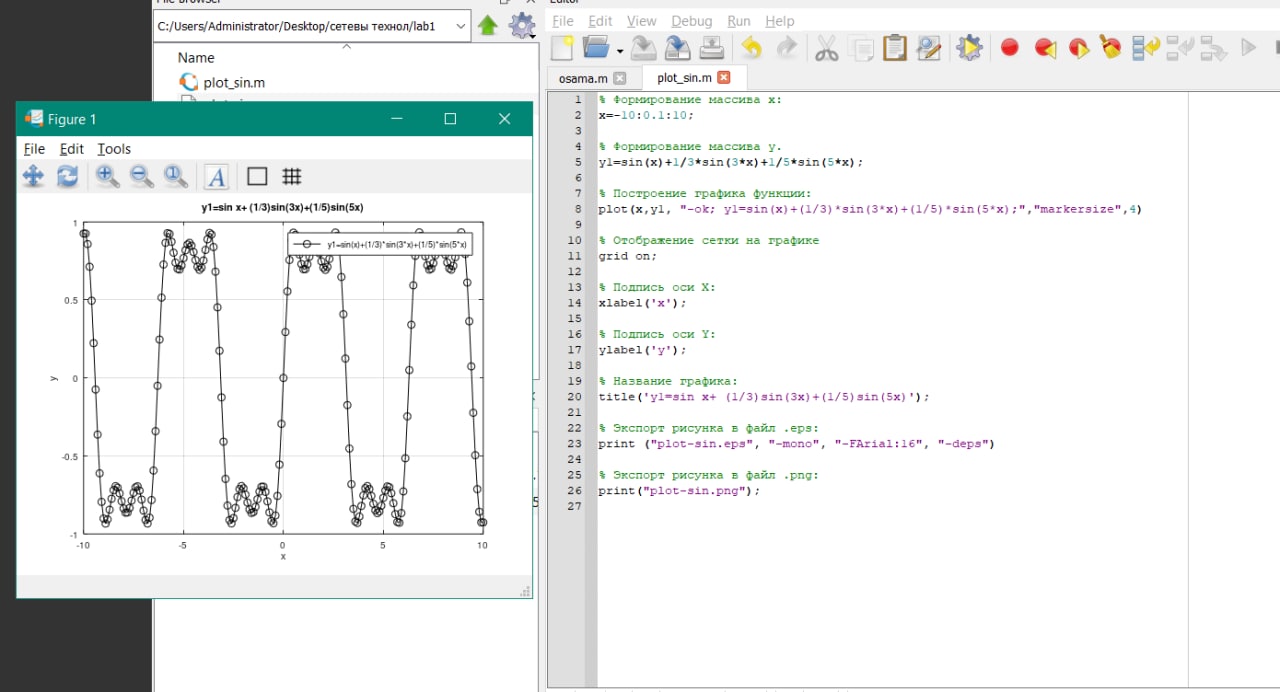 C:/Users/Administrator/Desktop/сетевы технол/lab1
Name
plot_sin.m
Figure 1
File Edit Tools
y1=sin x+ (1/3)sin(3x)+(1/5)sin(5x)
y1=sin(x)+(1/3)*sin(3*x)+(1/5)*sin(5*x)
1
0.5
0
-0.5
-1
y
-10 -5 0 5 10
x
Editor
File Edit View Debug Run Help
osama.m plot_sin.m
1 % Формирование массива x:
2 x=-10:0.1:10;
3
4 % Формирование массива y.
5 y1=sin(x)+1/3*sin(3*x)+1/5*sin(5*x);
6
7 % Построение графика функции:
8 plot(x,y1, "-ok; y1=sin(x)+(1/3)*sin(3*x)+(1/5)*sin(5*x);","markersize",4)
9
10 % Отображение сетки на графике
11 grid on;
12
13 % Подпись оси X:
14 xlabel('x');
15
16 % Подпись оси Y:
17 ylabel('y');
18
19 % Название графика:
20 title('y1=sin x+ (1/3)sin(3x)+(1/5)sin(5x)');
21
22 % Экспорт рисунка в файл .eps:
23 print ("plot-sin.eps", "-mono", "-FArial:16", "-deps")
24
25 % Экспорт рисунка в файл .png:
26 print("plot-sin.png");
27